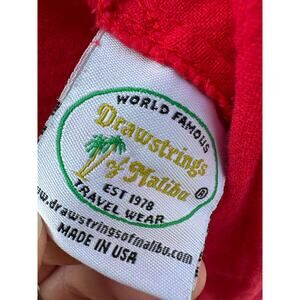 WORLD FAMOUS
Drawstrings
of Malibu ®
EST 1978
TRAVEL WEAR
www.drawstringsofmalibu.com
MADE IN USA